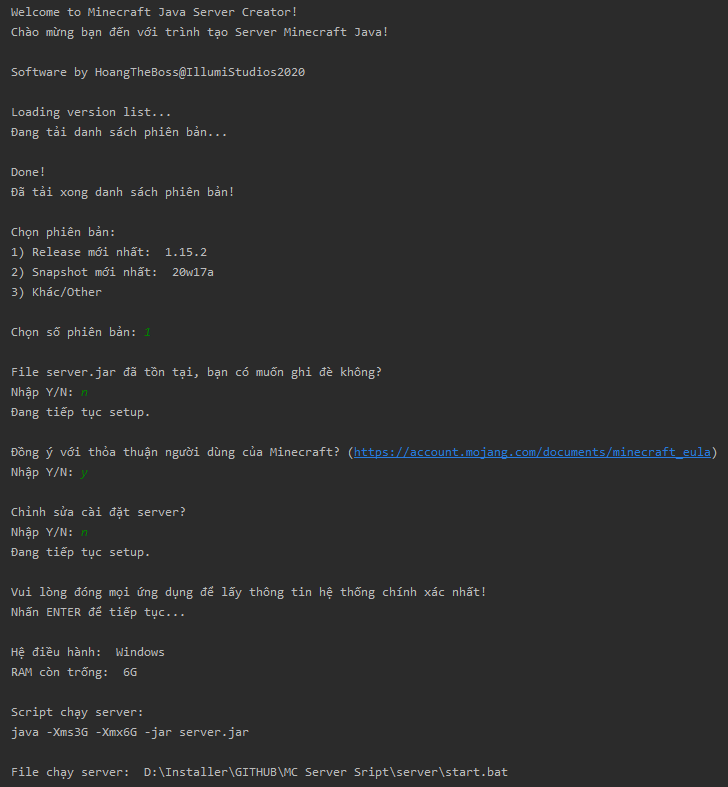 Welcome to Minecraft Java Server Creator!
Chào mừng bạn đến với trình tạo Server Minecraft Java!
Software by HoangTheBoss@IllumiStudios2020
Loading version list...
Đang tải danh sách phiên bản...
Done!
Đã tải xong danh sách phiên bản!
Chọn phiên bản:
1) Release mới nhất:  1.15.2
2) Snapshot mới nhất:  20w17a
3) Khác/Other
Chọn số phiên bản: 1
File server.jar đã tồn tại, bạn có muốn ghi đè không?
Nhập Y/N: n
Đang tiếp tục setup.
Đồng ý với thỏa thuận người dùng của Minecraft? (https://account.mojang.com/documents/minecraft_eula)
Nhập Y/N: y
Chỉnh sửa cài đặt server?
Nhập Y/N: n
Đang tiếp tục setup.
Vui lòng đóng mọi ứng dụng để lấy thông tin hệ thống chính xác nhất!
Nhấn ENTER để tiếp tục...
Hệ điều hành:  Windows
RAM còn trống:  6G
Script chạy server:
java -Xms3G -Xmx6G -jar server.jar
File chạy server:  D:\Installer\GITHUB\MC Server Sript\server\start.bat